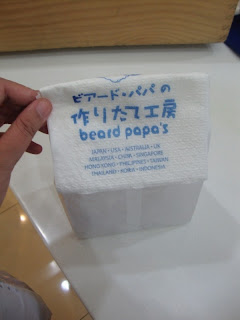 ビアード・パパの
作りたて工房
beard papa's
JAPAN・USA・AUSTRALIA・UK
MALAYSIA・CHINA・SINGAPORE
HONG KONG・PHILIPPINES・TAIWAN
THAILAND・KOREA・INDONESIA